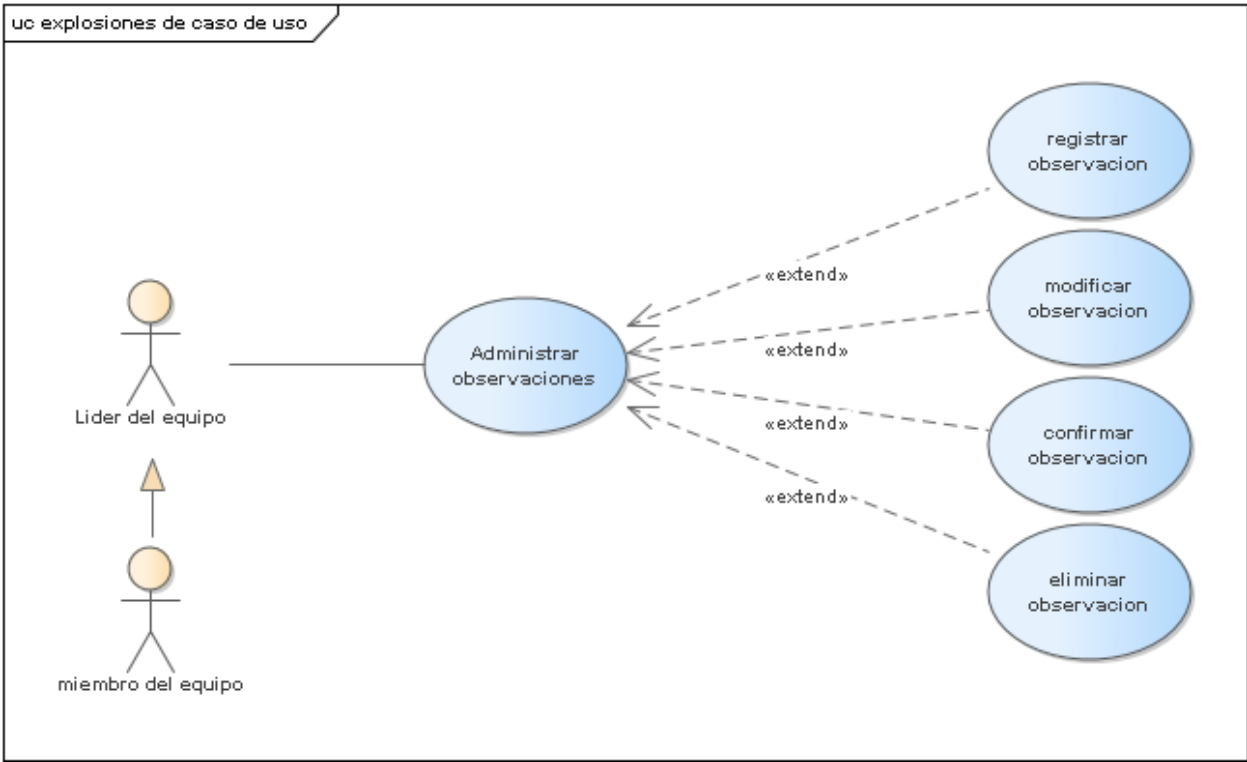 uc explosiones de caso de uso
registrar
observacion
«extend»
modificar
observacion
Administrar
observaciones
«extend»
Lider del equipo
«extend»
confirmar
observacion
«extend»
eliminar
observacion
miembro del equipo